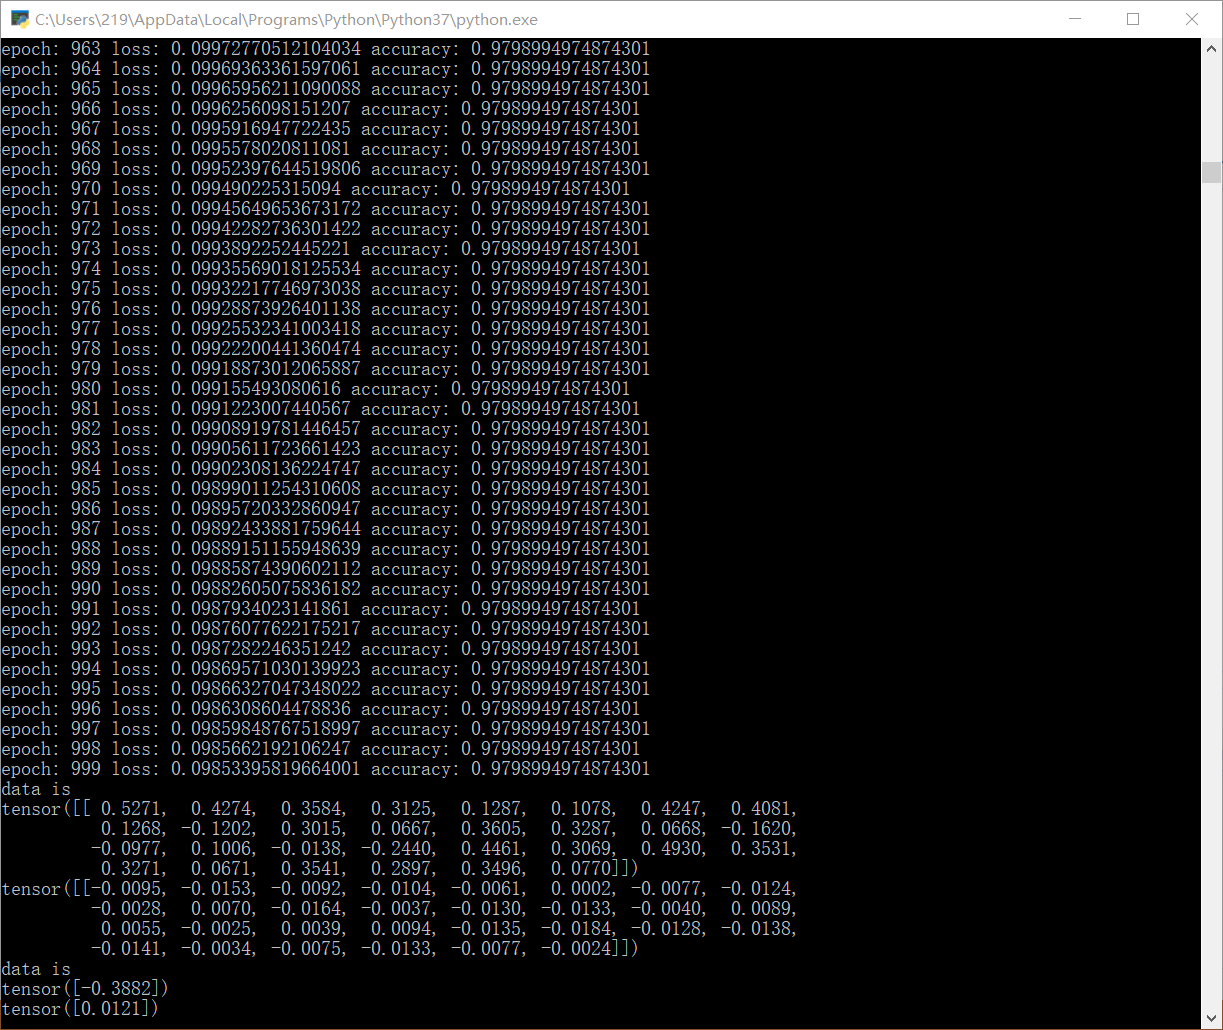 C:\Users\219\AppData\Local\Programs\Python\Python37\python.exe
epoch: 963 loss: 0.09972770512104034 accuracy: 0.9798994974874301
epoch: 964 loss: 0.09969363361597061 accuracy: 0.9798994974874301
epoch: 965 loss: 0.09965956211090088 accuracy: 0.9798994974874301
epoch: 966 loss: 0.0996256098151207 accuracy: 0.9798994974874301
epoch: 967 loss: 0.0995916947722435 accuracy: 0.9798994974874301
epoch: 968 loss: 0.0995578020811081 accuracy: 0.9798994974874301
epoch: 969 loss: 0.09952397644519806 accuracy: 0.9798994974874301
epoch: 970 loss: 0.099490225315094 accuracy: 0.9798994974874301
epoch: 971 loss: 0.09945649653673172 accuracy: 0.9798994974874301
epoch: 972 loss: 0.09942282736301422 accuracy: 0.9798994974874301
epoch: 973 loss: 0.0993892252445221 accuracy: 0.9798994974874301
epoch: 974 loss: 0.09935569018125534 accuracy: 0.9798994974874301
epoch: 975 loss: 0.09932217746973038 accuracy: 0.9798994974874301
epoch: 976 loss: 0.09928873926401138 accuracy: 0.9798994974874301
epoch: 977 loss: 0.09925532341003418 accuracy: 0.9798994974874301
epoch: 978 loss: 0.09922200441360474 accuracy: 0.9798994974874301
epoch: 979 loss: 0.09918873012065887 accuracy: 0.9798994974874301
epoch: 980 loss: 0.099155493080616 accuracy: 0.9798994974874301
epoch: 981 loss: 0.0991223007440567 accuracy: 0.9798994974874301
epoch: 982 loss: 0.09908919781446457 accuracy: 0.9798994974874301
epoch: 983 loss: 0.09905611723661423 accuracy: 0.9798994974874301
epoch: 984 loss: 0.09902308136224747 accuracy: 0.9798994974874301
epoch: 985 loss: 0.09899011254310608 accuracy: 0.9798994974874301
epoch: 986 loss: 0.09895720332860947 accuracy: 0.9798994974874301
epoch: 987 loss: 0.09892433881759644 accuracy: 0.9798994974874301
epoch: 988 loss: 0.09889151155948639 accuracy: 0.9798994974874301
epoch: 989 loss: 0.09885874390602112 accuracy: 0.9798994974874301
epoch: 990 loss: 0.09882605075836182 accuracy: 0.9798994974874301
epoch: 991 loss: 0.0987934023141861 accuracy: 0.9798994974874301
epoch: 992 loss: 0.09876077622175217 accuracy: 0.9798994974874301
epoch: 993 loss: 0.0987282246351242 accuracy: 0.9798994974874301
epoch: 994 loss: 0.09869571030139923 accuracy: 0.9798994974874301
epoch: 995 loss: 0.09866327047348022 accuracy: 0.9798994974874301
epoch: 996 loss: 0.0986308604478836 accuracy: 0.9798994974874301
epoch: 997 loss: 0.09859848767518997 accuracy: 0.9798994974874301
epoch: 998 loss: 0.0985662192106247 accuracy: 0.9798994974874301
epoch: 999 loss: 0.09853395819664001 accuracy: 0.9798994974874301
data is
tensor([[ 0.5271,  0.4274,  0.3584,  0.3125,  0.1287,  0.1078,  0.4247,  0.4081,
          0.1268, -0.1202,  0.3015,  0.0667,  0.3605,  0.3287,  0.0668, -0.1620,
         -0.0977,  0.1006, -0.0138, -0.2440,  0.4461,  0.3069,  0.4930,  0.3531,
          0.3271,  0.0671,  0.3541,  0.2897,  0.3496,  0.0770]])
tensor([[-0.0095, -0.0153, -0.0092, -0.0104, -0.0061,  0.0002, -0.0077, -0.0124,
         -0.0028,  0.0070, -0.0164, -0.0037, -0.0130, -0.0133, -0.0040,  0.0089,
          0.0055, -0.0025,  0.0039,  0.0094, -0.0135, -0.0184, -0.0128, -0.0138,
         -0.0141, -0.0034, -0.0075, -0.0133, -0.0077, -0.0024]])
data is
tensor([-0.3882])
tensor([0.0121])